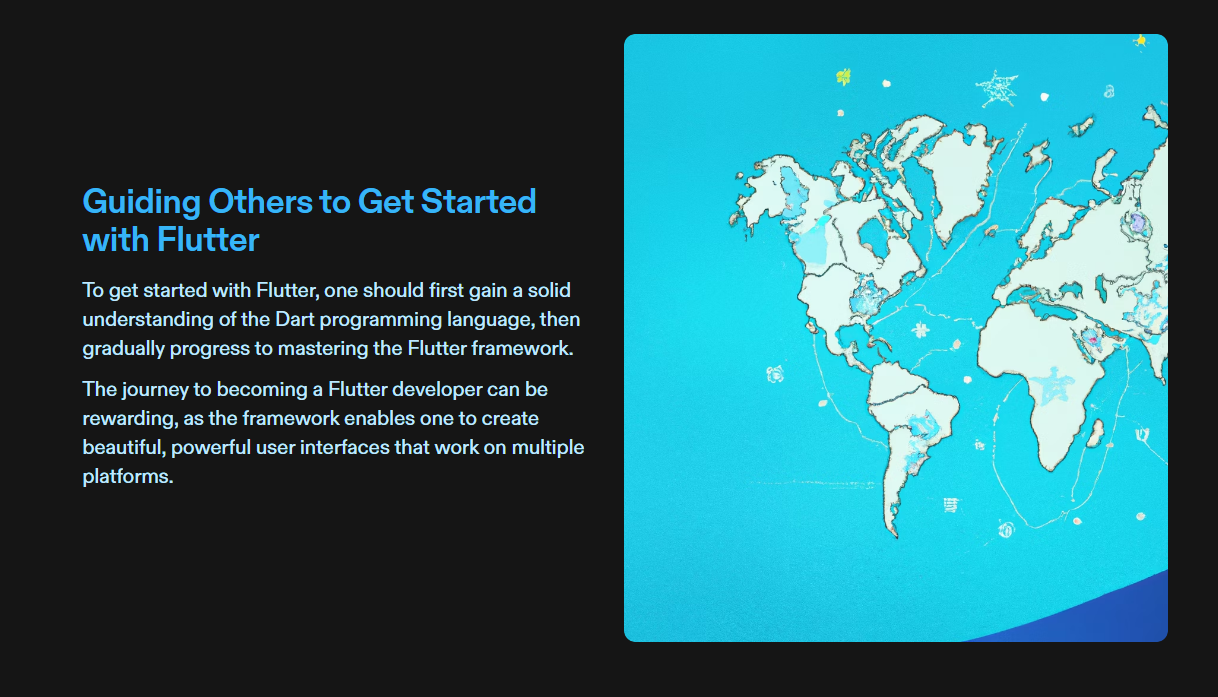 Guiding Others to Get Started
with Flutter
To get started with Flutter, one should first gain a solid
understanding of the Dart programming language, then
gradually progress to mastering the Flutter framework.
The journey to becoming a Flutter developer can be
rewarding, as the framework enables one to create
beautiful, powerful user interfaces that work on multiple
platforms.